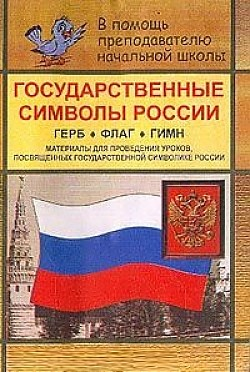 В помощь
преподавателю
начальной школы
ГОСУДАРСТВЕННЫЕ
СИМВОЛЫ РОССИИ
ГЕРБ ♦ ФЛАГ ♦ ГИМН
МАТЕРИАЛЫ ДЛЯ ПРОВЕДЕНИЯ УРОКОВ,
ПОСВЯЩЕННЫХ ГОСУДАРСТВЕННОЙ СИМВОЛИКЕ РОССИИ